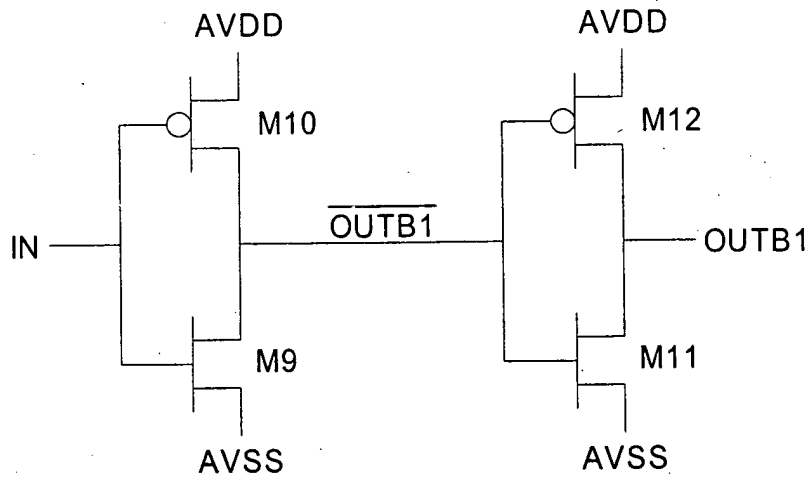 AVDD
AVDD
M10
M12
IN
OUTB1
OUTB1
M9
M11
AVSS
AVSS